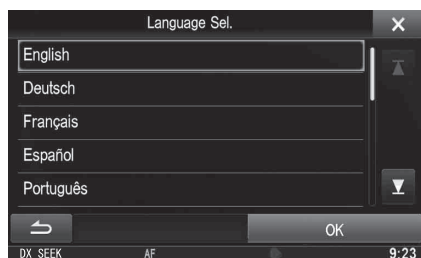 Language Sel.
English
Deutsch
Français
Español
Português
OK
DX SEEK AF 9:23